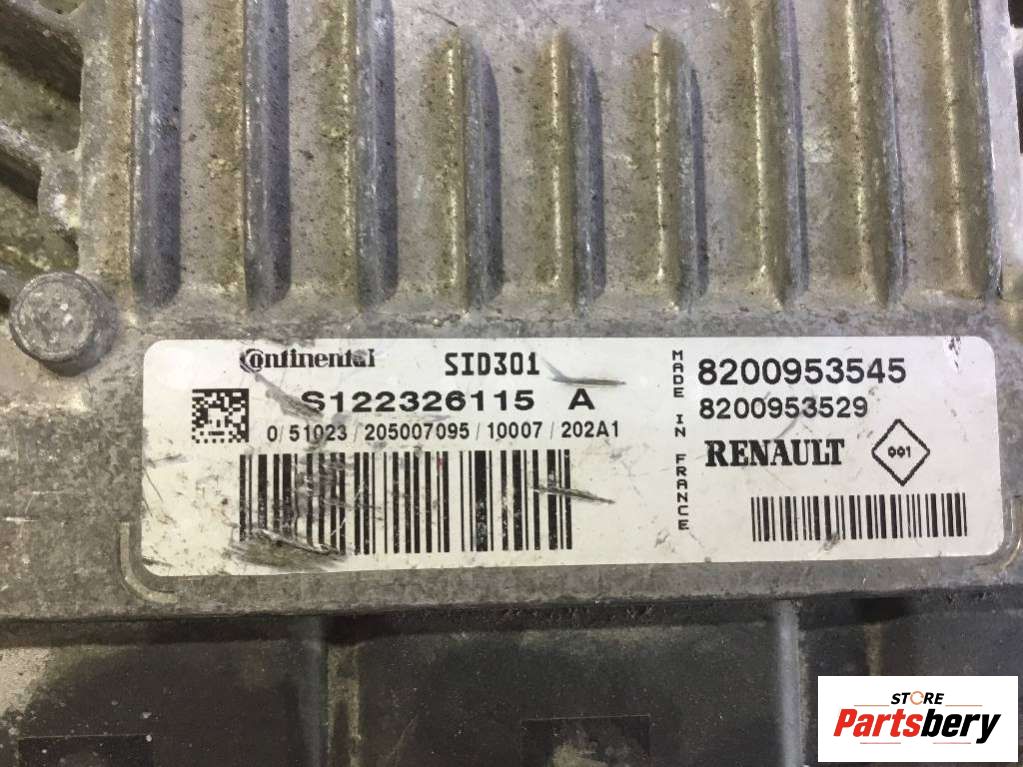 Continental SID301
S122326115 A
0/51023/205007095/10007/202A1
MADE IN FRANCE
8200953545
8200953529
RENAULT
001
STORE
Partsbery